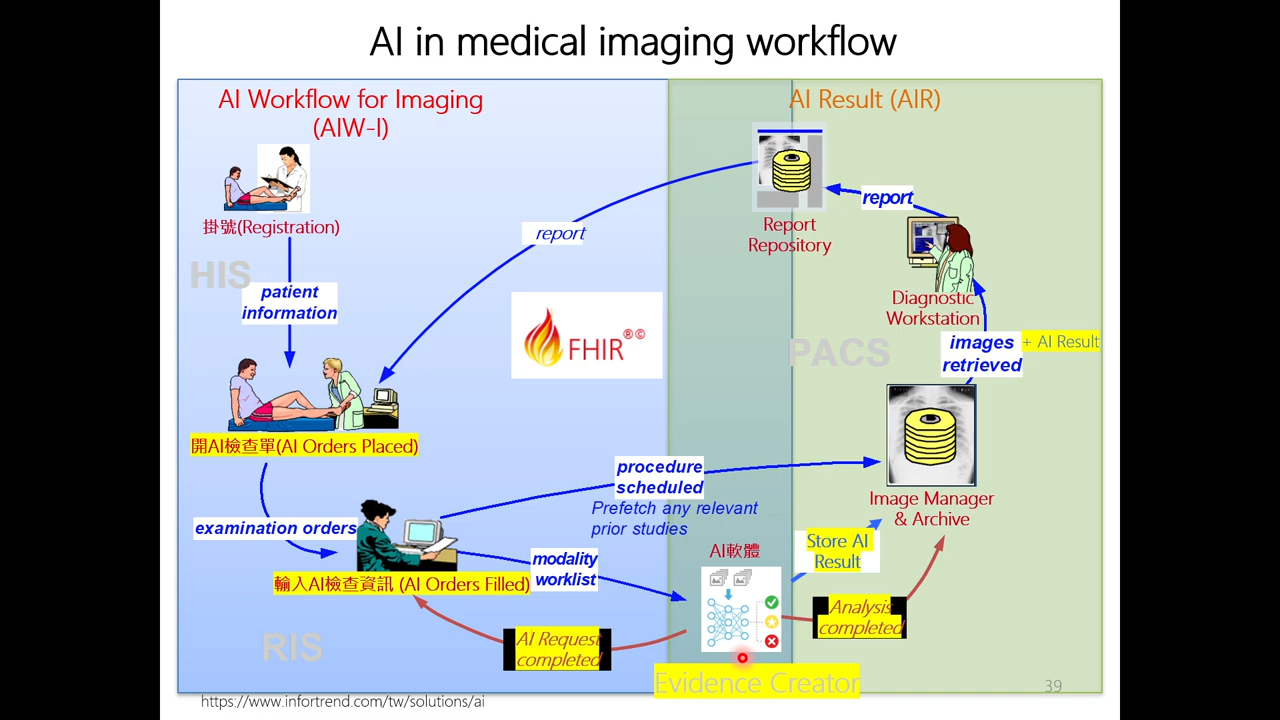 AI in medical imaging workflow
AI Workflow for Imaging
(AIW-I)
AI Result (AIR)
掛號(Registration)
HIS
patient
information
report
Report
Repository
report
Diagnostic
Workstation
FHIR®©
PACS
images
retrieved
+ AI Result
開AI檢查單(AI Orders Placed)
procedure
scheduled
Prefetch any relevant
prior studies
Image Manager
& Archive
examination orders
輸入AI檢查資訊 (AI Orders Filled)
modality
worklist
AI軟體
Store AI
Result
Analysis
completed
AI Request
completed
RIS
Evidence Creator
39
https://www.infortrend.com/tw/solutions/ai